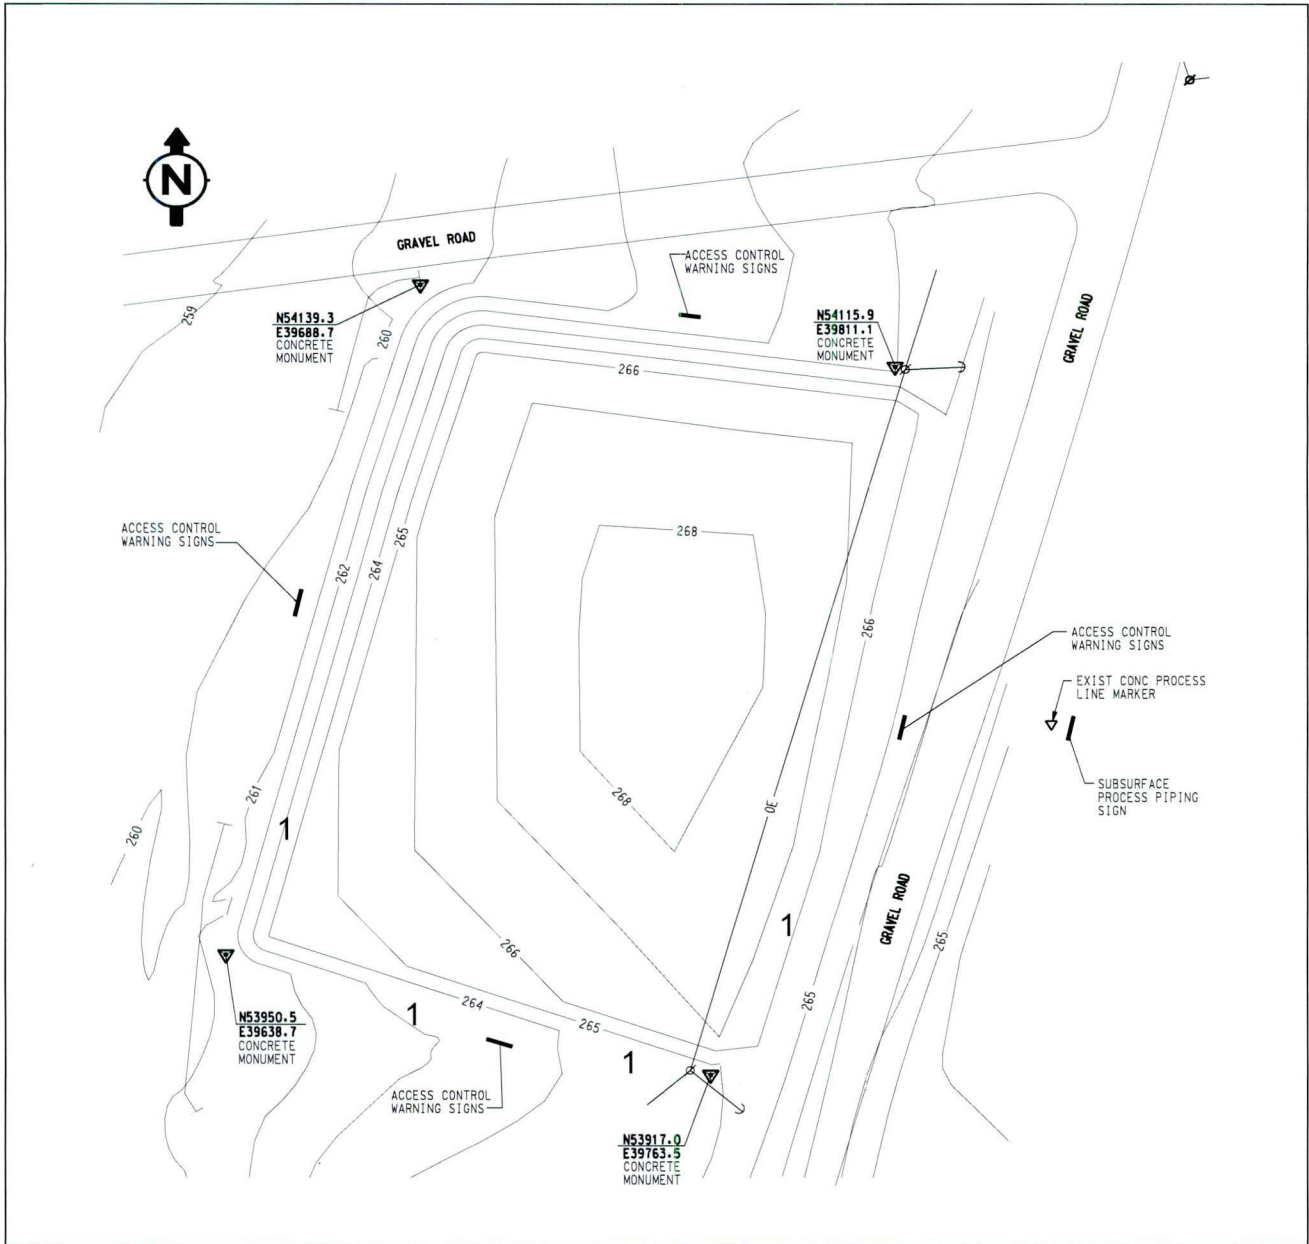 N
GRAVEL ROAD
ACCESS CONTROL
WARNING SIGNS
259
N54139.3
E39688.7
CONCRETE
MONUMENT
260
N54115.9
E39811.1
CONCRETE
MONUMENT
GRAVEL ROAD
266
ACCESS CONTROL
WARNING SIGNS
265
268
262
264
266
ACCESS CONTROL
WARNING SIGNS
EXIST CONC PROCESS
LINE MARKER
SUBSURFACE
PROCESS PIPING
SIGN
261
268
OE
1
260
GRAVEL ROAD
1
265
266
264
265
265
1
1
N53950.5
E39638.7
CONCRETE
MONUMENT
ACCESS CONTROL
WARNING SIGNS
N53917.0
E39763.5
CONCRETE
MONUMENT